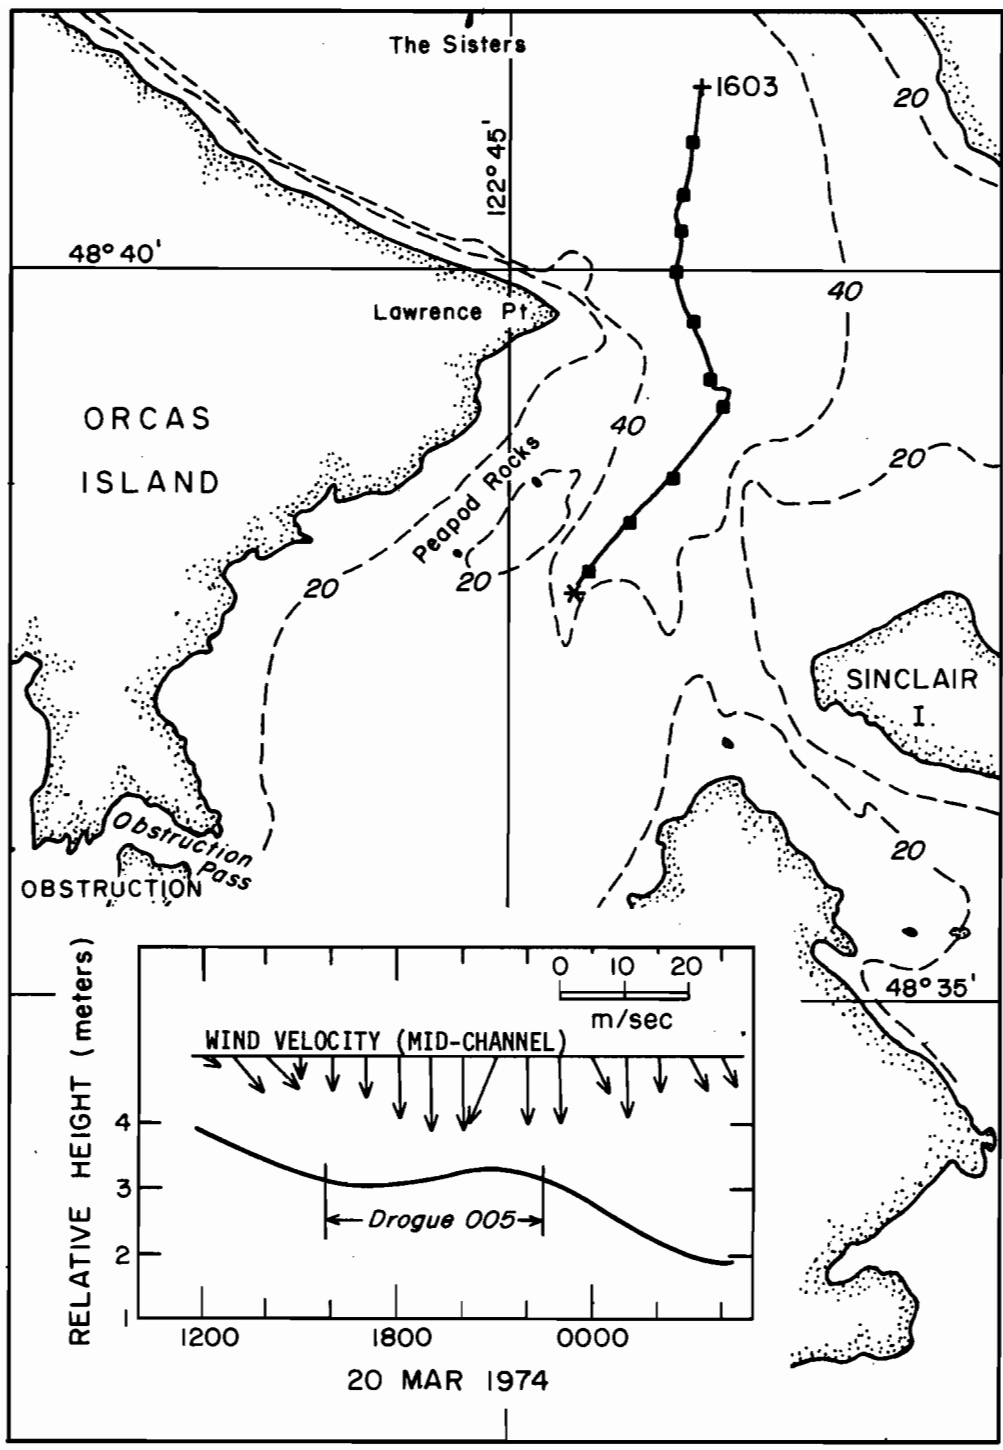 The Sisters
1603
20
122° 45'
48° 40'
Lawrence Pt.
40
ORCAS
ISLAND
40
20
Peapod Rocks
20
20
SINCLAIR
I.
Obstruction
Pass
OBSTRUCTION
20
48° 35'
0 10 20
m/sec
WIND VELOCITY (MID-CHANNEL)
RELATIVE HEIGHT (meters)
4
3
2
1
Drogue 005
1200 1800 0000
20 MAR 1974